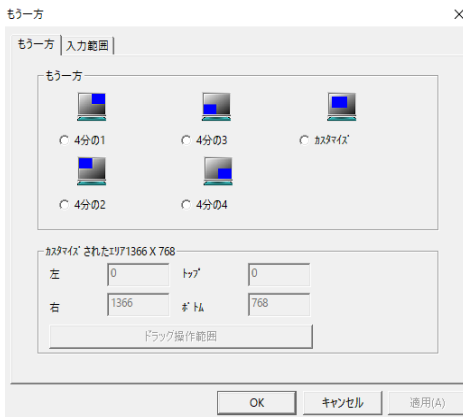 もう一方
もう一方 入力範囲
もう一方
4分の1 4分の3 ｶｽﾀﾏｲｽﾞ
4分の2 4分の4
ｶｽﾀﾏｲｽﾞされたｴﾘｱ1366 X 768
左 0 ﾄｯﾌﾟ 0
右 1366 ﾎﾞﾄﾑ 768
ドラッグ操作範囲
OK キャンセル 適用(A)